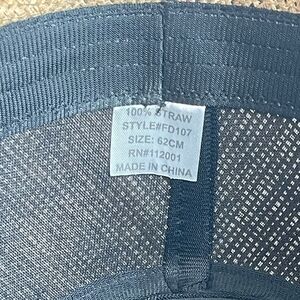 100% STRAW
STYLE#FD107
SIZE: 62CM
RN#112001
MADE IN CHINA